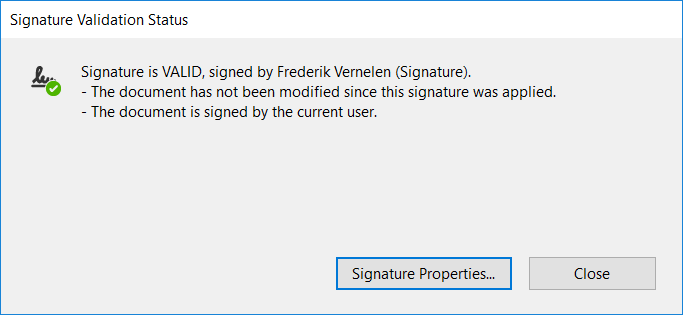 Signature Validation Status
Signature is VALID, signed by Frederik Vernelen (Signature).
- The document has not been modified since this signature was applied.
- The document is signed by the current user.
Signature Properties...
Close